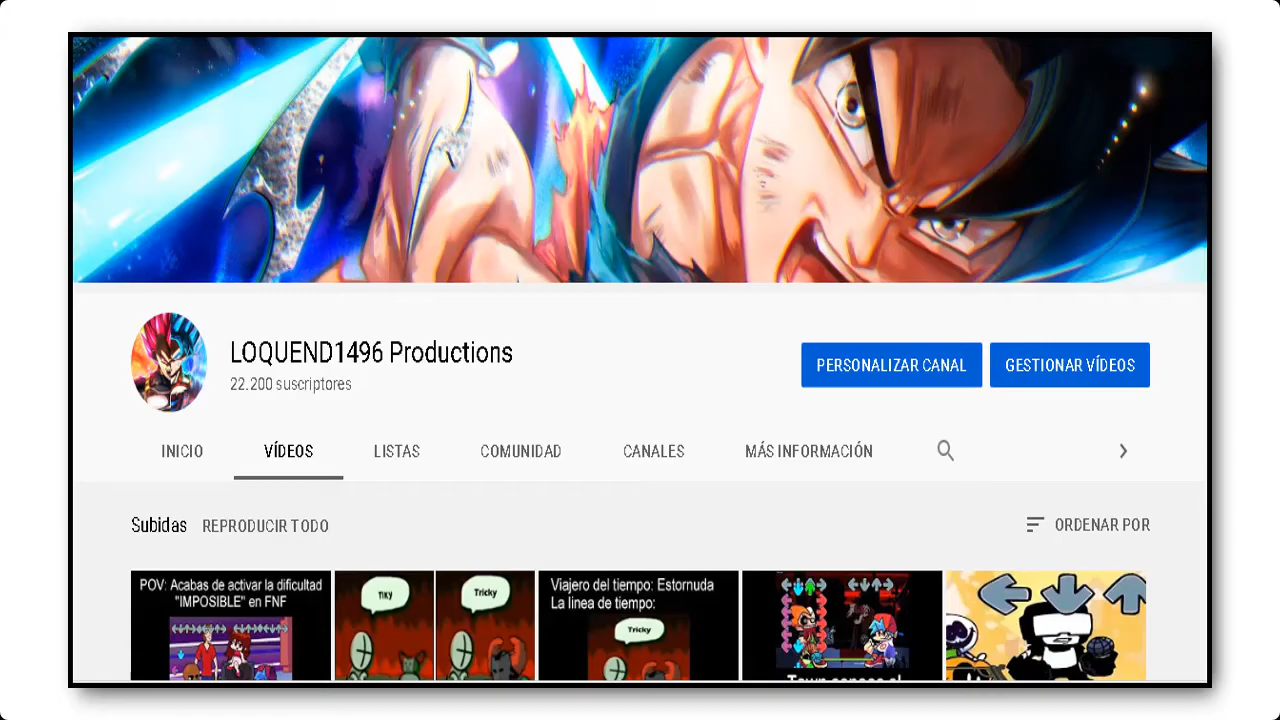 LOQUEND1496 Productions
22.200 suscriptores
PERSONALIZAR CANAL
GESTIONAR VÍDEOS
INICIO
VÍDEOS
LISTAS
COMUNIDAD
CANALES
MÁS INFORMACIÓN
Subidas
REPRODUCIR TODO
ORDENAR POR
POV: Acabas de activar la dificultad
"IMPOSIBLE" en FNF
TIKY
Tricky
Viajero del tiempo: Estornuda
La linea de tiempo:
Tricky